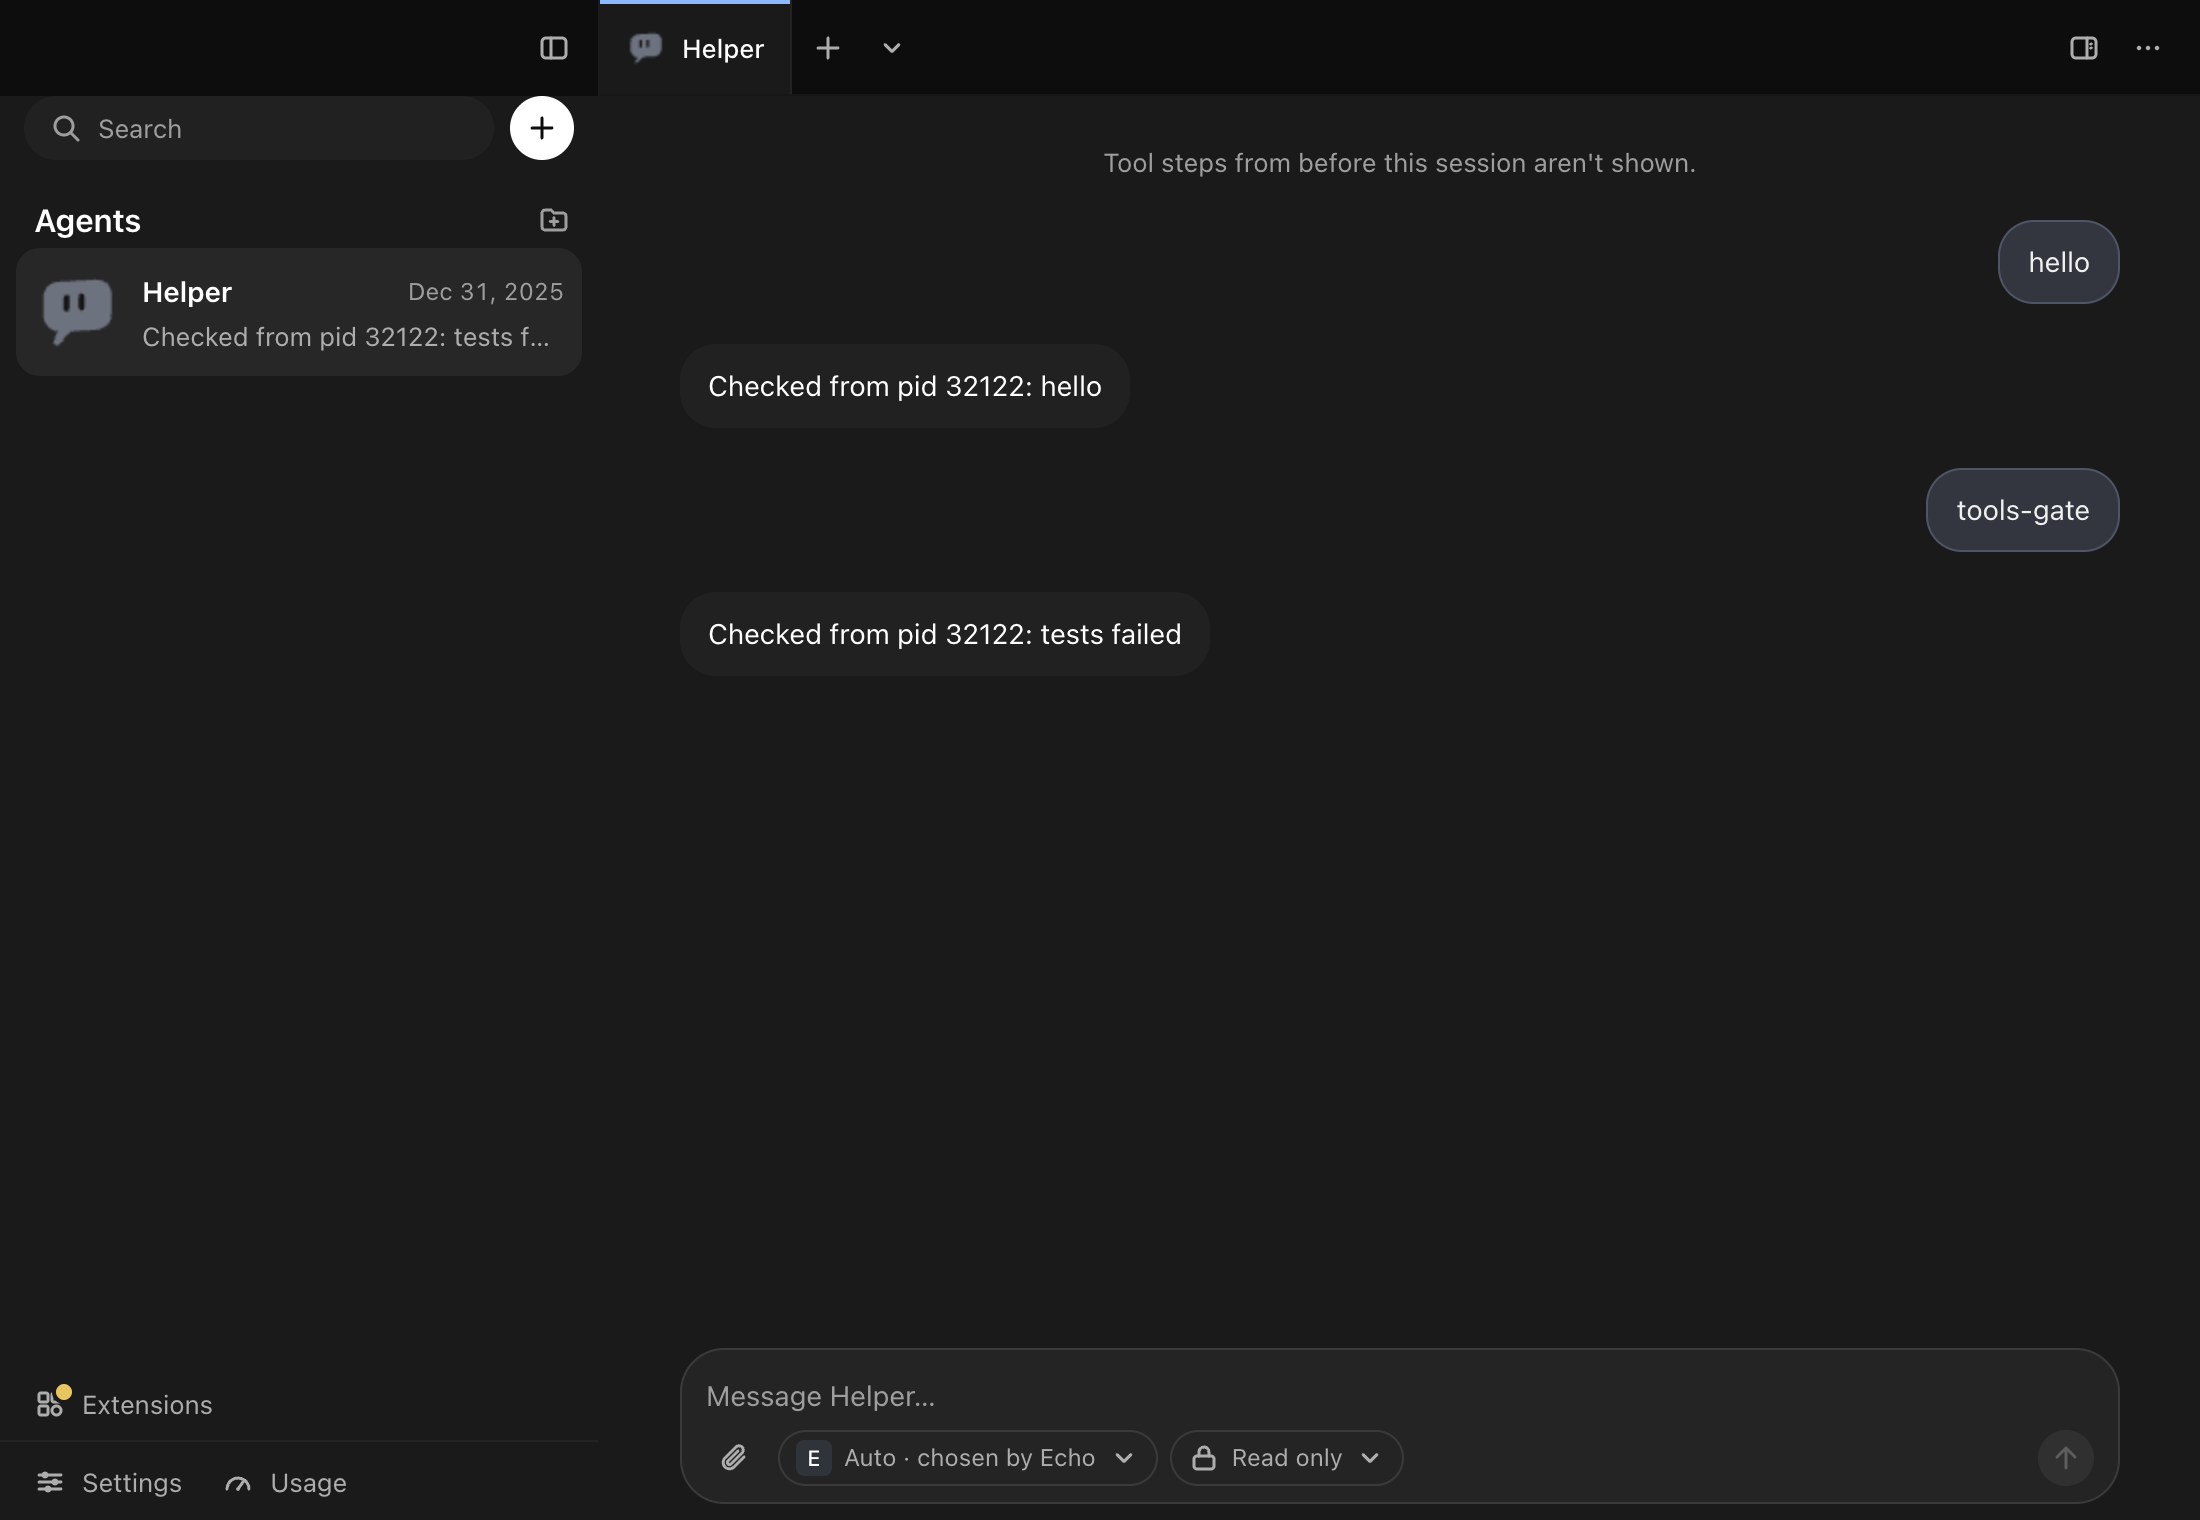 Helper
Search
Agents
Helper
Dec 31, 2025
Checked from pid 32122: tests f...
Tool steps from before this session aren't shown.
hello
Checked from pid 32122: hello
tools-gate
Checked from pid 32122: tests failed
Message Helper...
E Auto · chosen by Echo
Read only
Extensions
Settings
Usage